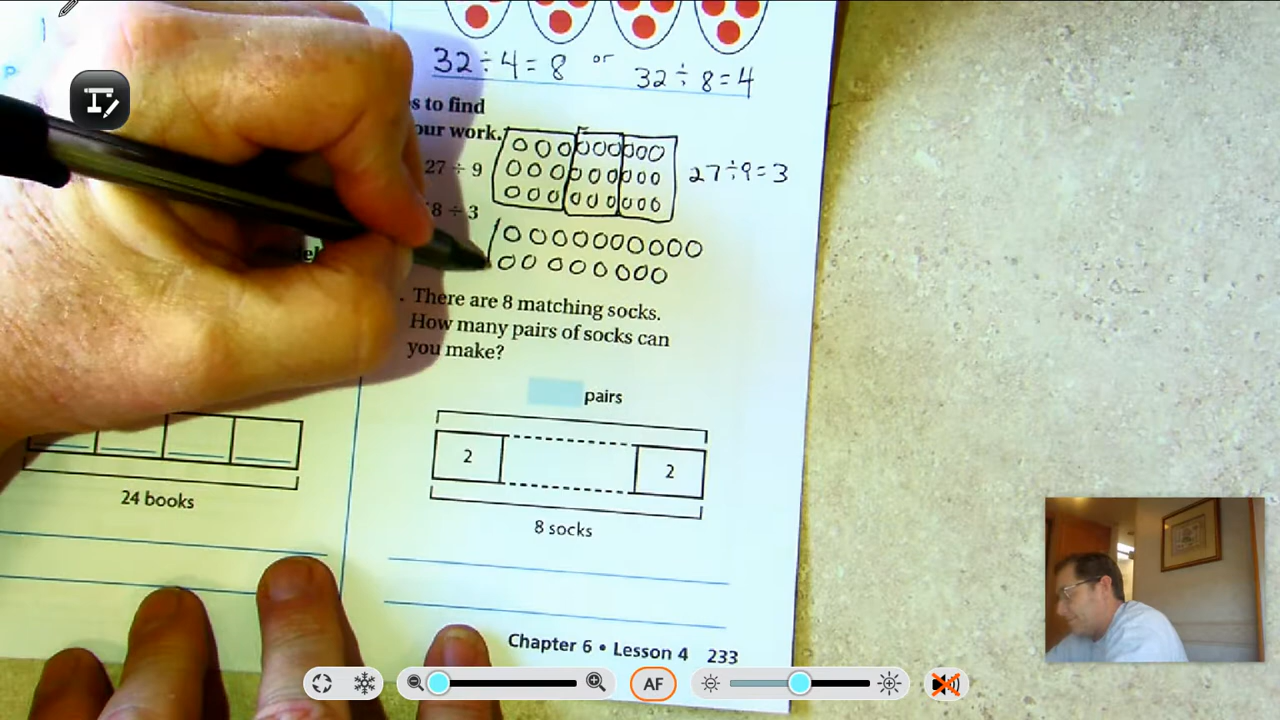 32÷4=8 or 32÷8=4
s to find
our work.
27 ÷ 9
27÷9=3
8 ÷ 3
There are 8 matching socks.
How many pairs of socks can
you make?
pairs
2
2
8 socks
24 books
Chapter 6 • Lesson 4 233
AF